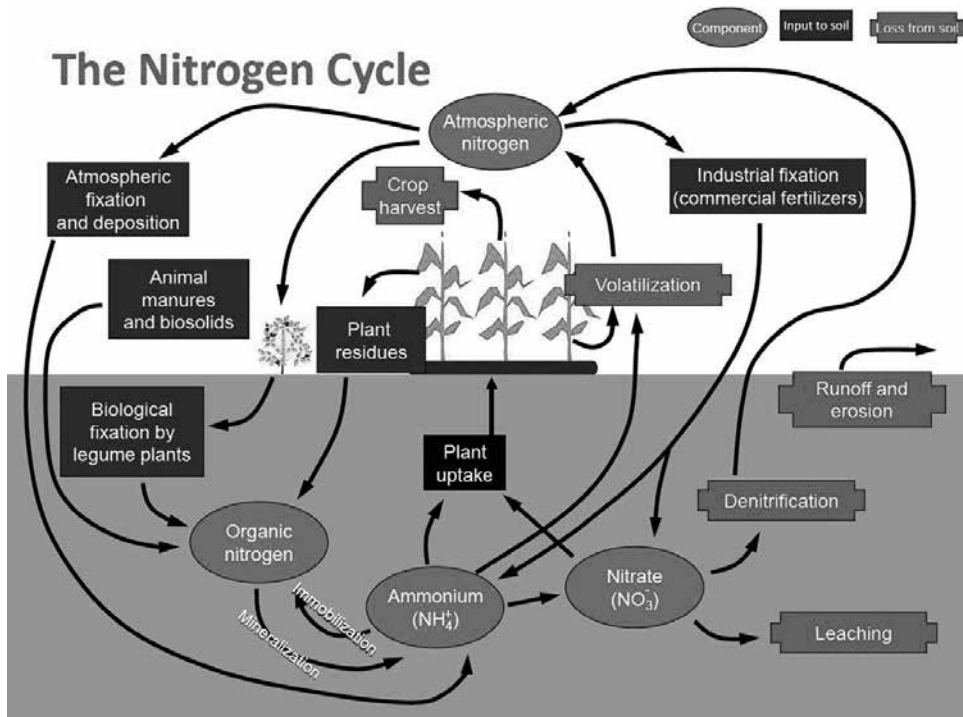 Component
Input to soil
Loss from soil
The Nitrogen Cycle
Atmospheric
nitrogen
Atmospheric
fixation
and deposition
Crop
harvest
Industrial fixation
(commercial fertilizers)
Animal
manures
and biosolids
Plant
residues
Volatilization
Runoff and
erosion
Biological
fixation by
legume plants
Plant
uptake
Denitrification
Organic
nitrogen
Ammonium
(NH₄⁺)
Nitrate
(NO₃⁻)
Immobilization
Mineralization
Leaching